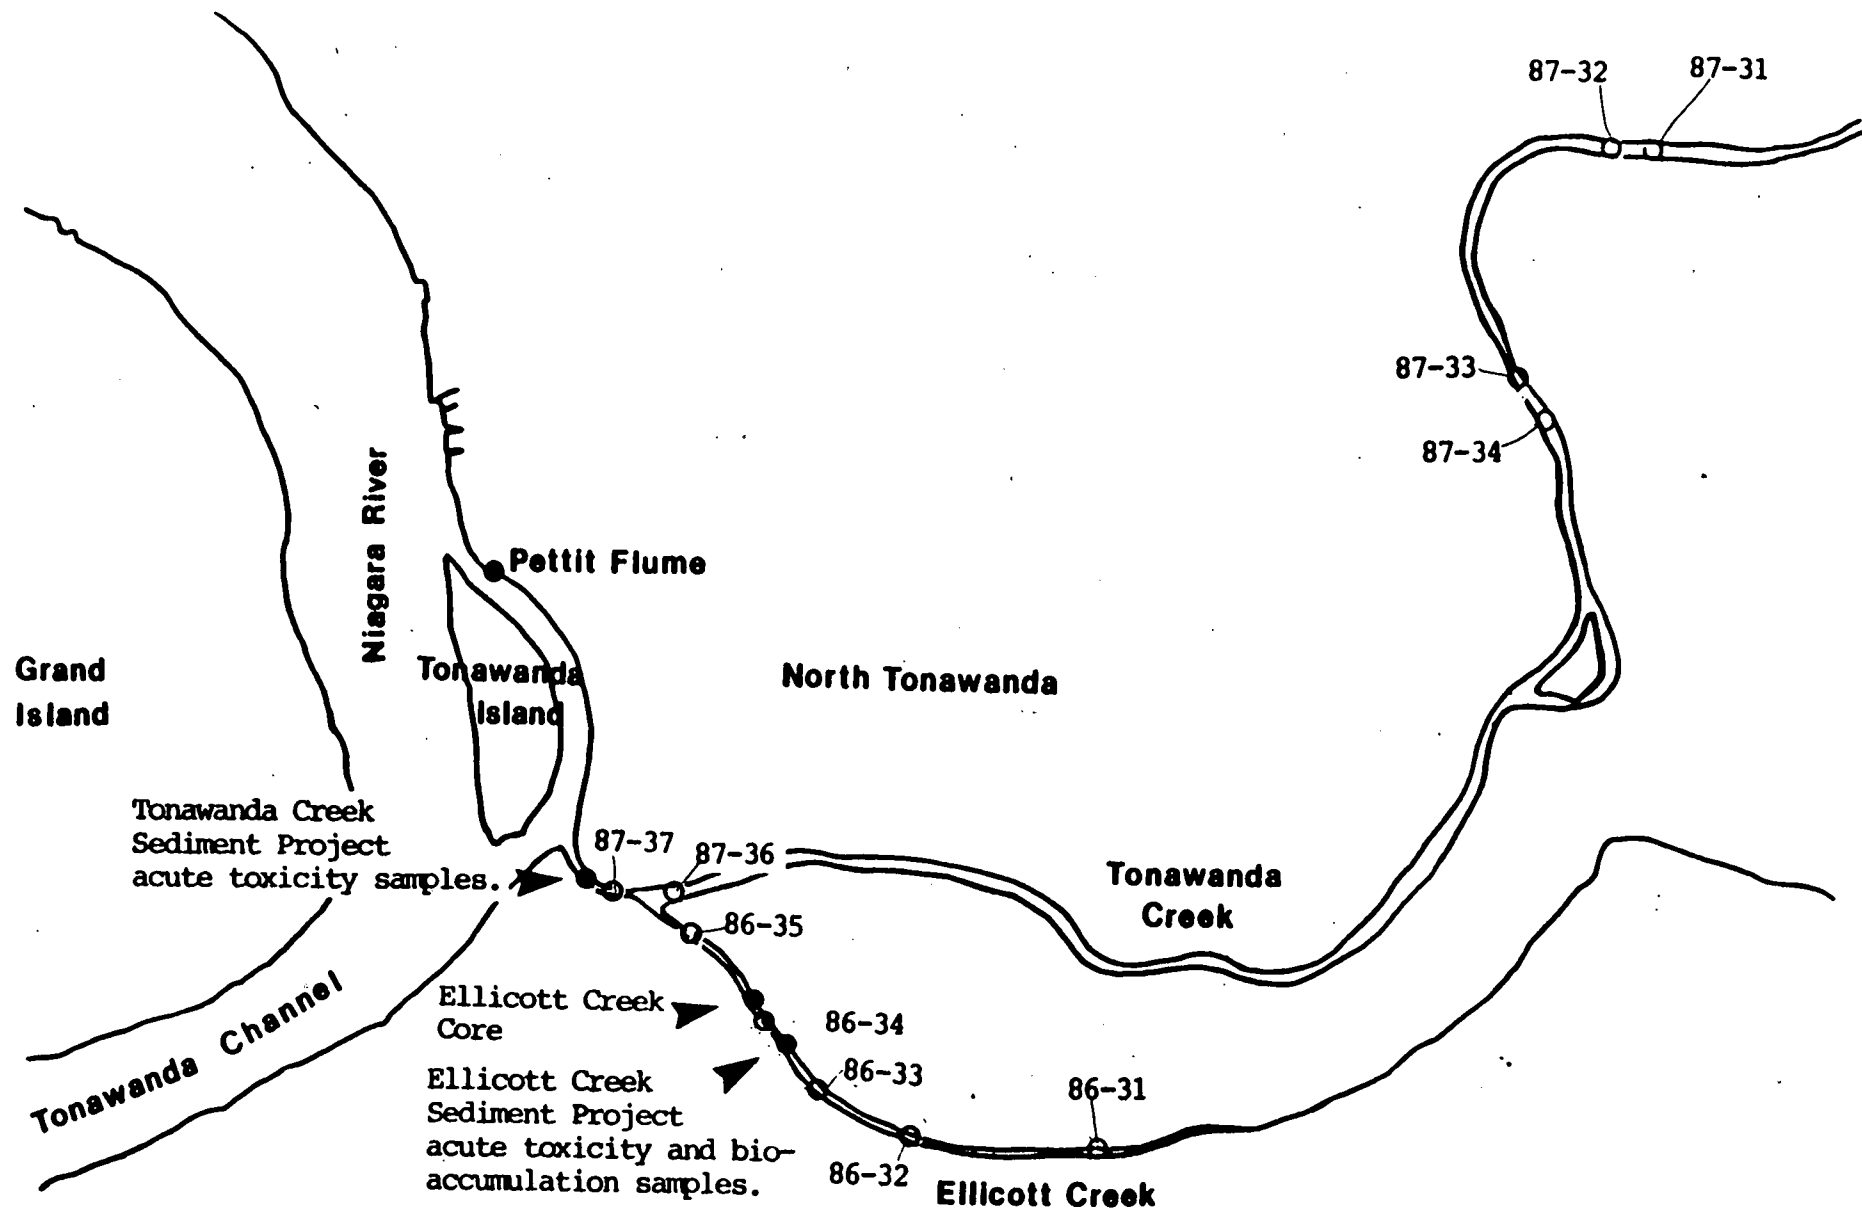 87-32
87-31
87-33
87-34
Niagara River
Pettit Flume
Grand
Island
Tonawanda
Island
North Tonawanda
Tonawanda Creek
Sediment Project
acute toxicity samples.
87-37
87-36
86-35
Tonawanda
Creek
Tonawanda Channel
Ellicott Creek
Core
86-34
86-33
Ellicott Creek
Sediment Project
acute toxicity and bio-
accumulation samples.
86-31
86-32
Ellicott Creek